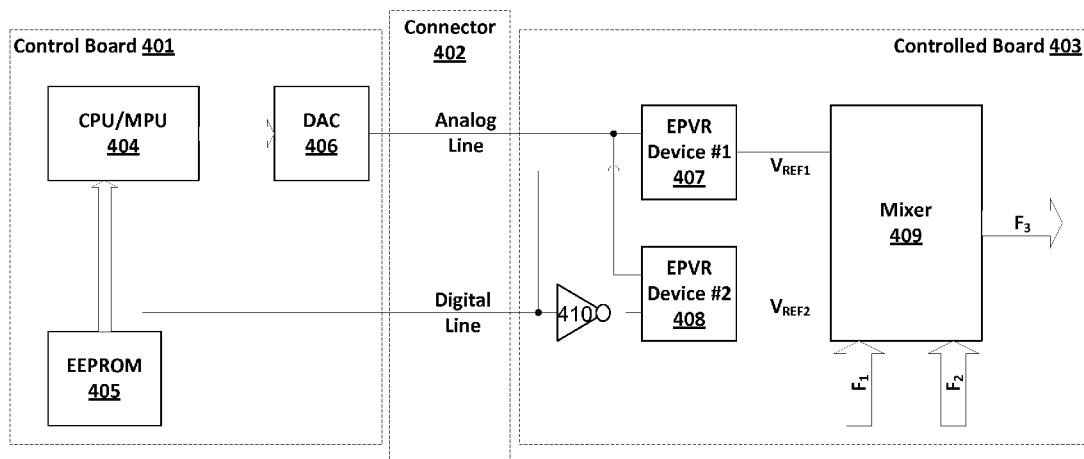 Control Board 401
Connector
402
Controlled Board 403
CPU/MPU
404
DAC
406
Analog
Line
EPVR
Device #1
407
VREF1
Mixer
409
F3
EPVR
Device #2
408
VREF2
Digital
Line
410
EEPROM
405
F1
F2